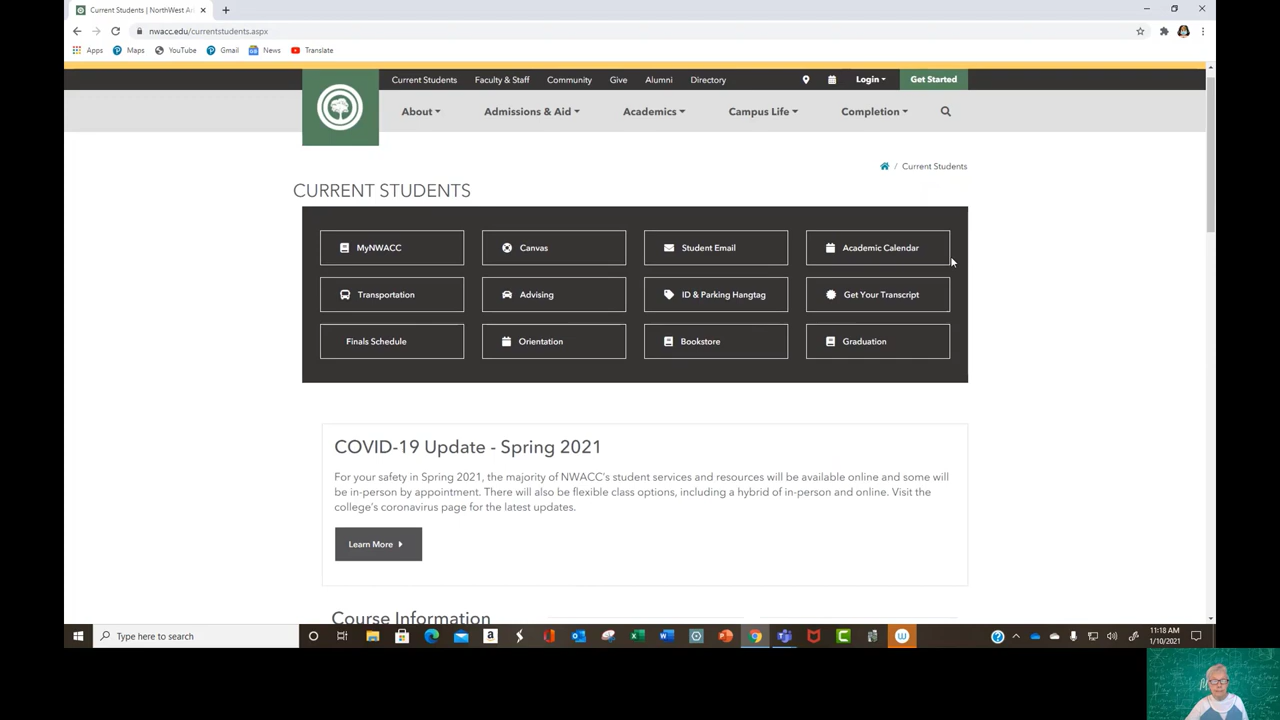 Current Students | NorthWest Ar
nwacc.edu/currentstudents.aspx
Apps Maps YouTube Gmail News Translate
Current Students Faculty & Staff Community Give Alumni Directory Login Get Started
About Admissions & Aid Academics Campus Life Completion
/ Current Students
CURRENT STUDENTS
MyNWACC Canvas Student Email Academic Calendar
Transportation Advising ID & Parking Hangtag Get Your Transcript
Finals Schedule Orientation Bookstore Graduation
COVID-19 Update - Spring 2021
For your safety in Spring 2021, the majority of NWACC's student services and resources will be available online and some will
be in-person by appointment. There will also be flexible class options, including a hybrid of in-person and online. Visit the
college's coronavirus page for the latest updates.
Learn More
Course Information
Type here to search
11:18 AM
1/10/2021